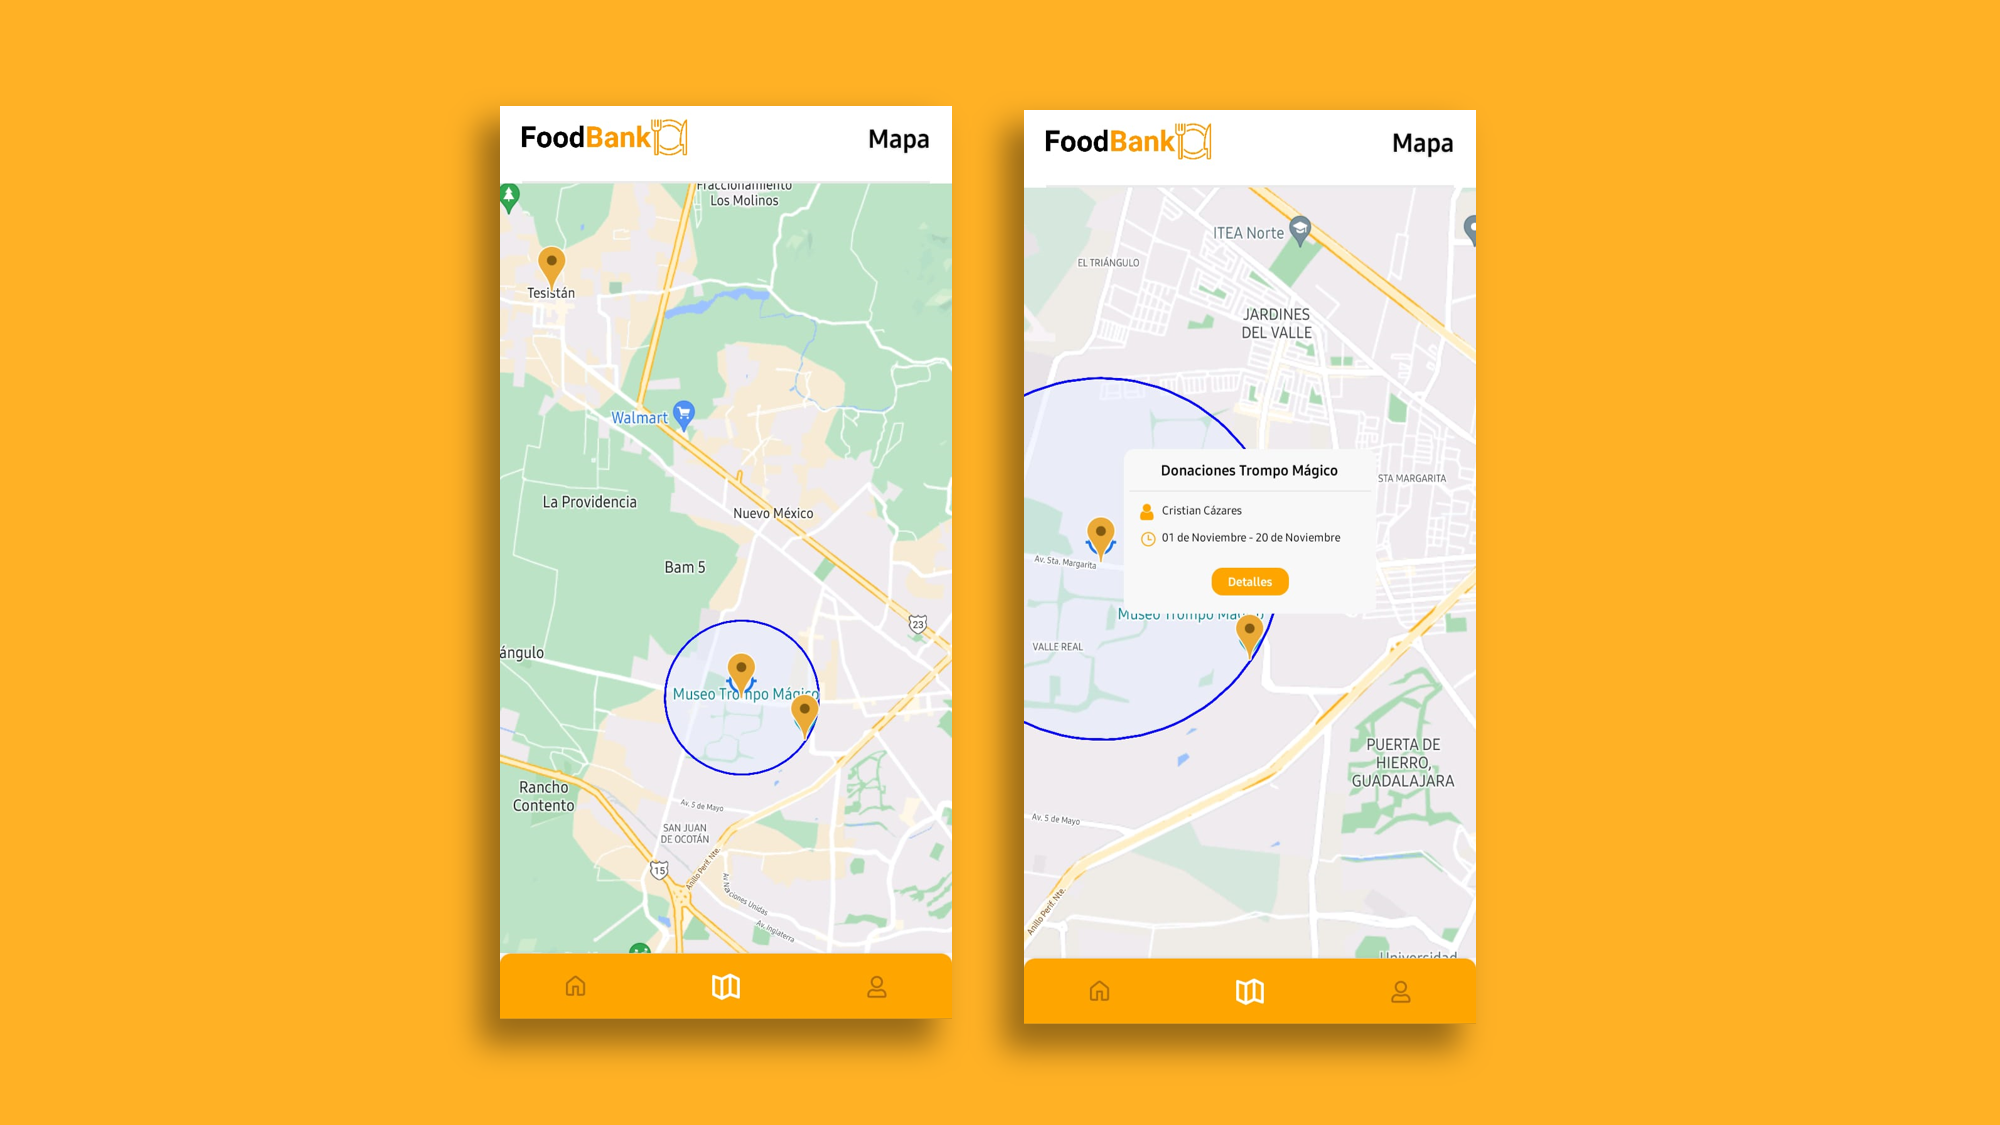 FoodBank
Mapa
Fraccionamiento
Los Molinos
Tesistán
Walmart
La Providencia
Nuevo México
Bam 5
23
ángulo
Museo Trompo Mágico
Rancho
Contento
Av. 5 de Mayo
SAN JUAN
DE OCOTÁN
15
Anillo Perif. Nte.
Av. Naciones Unidas
Av. Inglaterra
FoodBank
Mapa
ITEA Norte
EL TRIÁNGULO
JARDINES
DEL VALLE
STA MARGARITA
Donaciones Trompo Mágico
Cristian Cázares
01 de Noviembre - 20 de Noviembre
Detalles
Av. Sta. Margarita
Museo Trompo Mágico
VALLE REAL
PUERTA DE
HIERRO,
GUADALAJARA
Av. 5 de Mayo
Anillo Perif. Nte.
Universidad